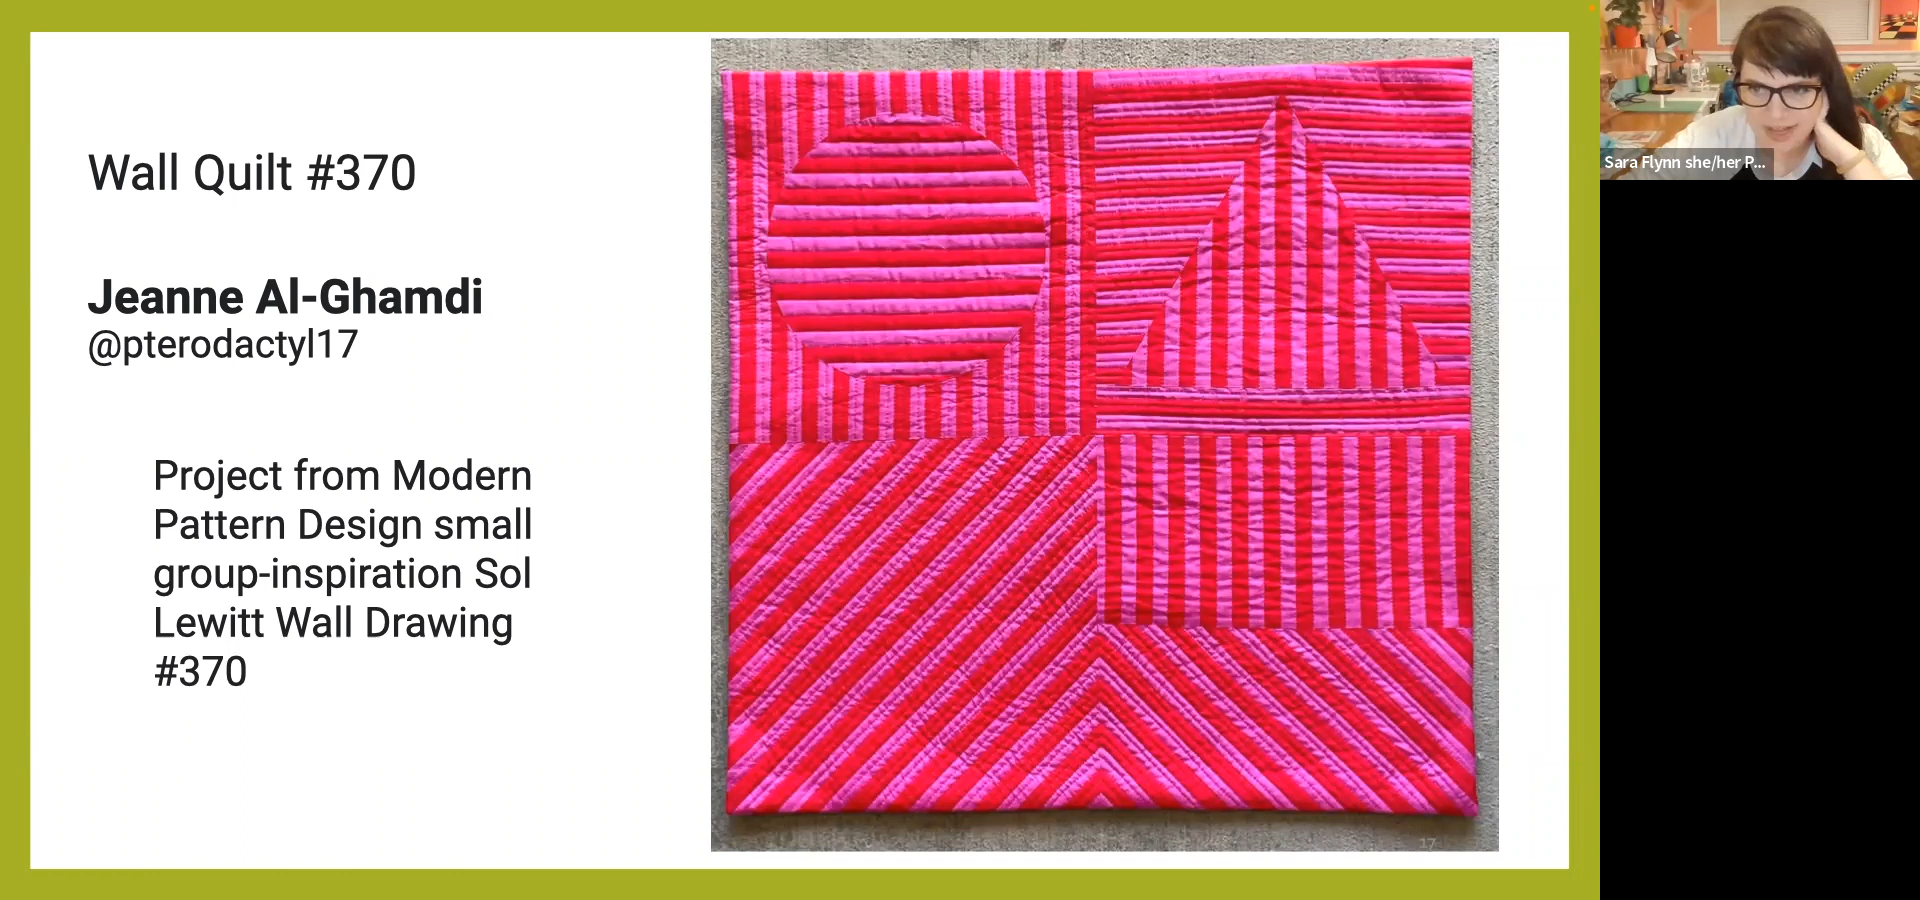 Wall Quilt #370
Jeanne Al-Ghamdi
@pterodactyl17
Project from Modern
Pattern Design small
group-inspiration Sol
Lewitt Wall Drawing
#370
17
Sara Flynn she/her P...